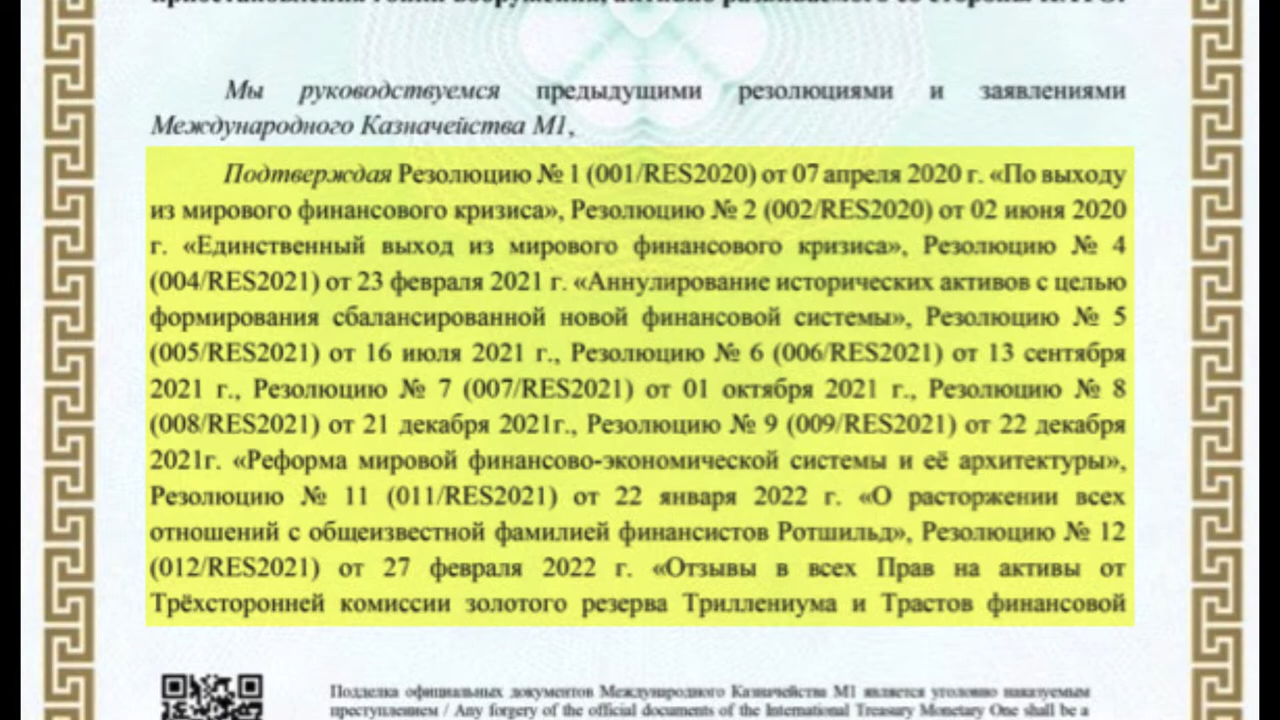 Мы руководствуемся предыдущими резолюциями и заявлениями
Международного Казначейства М1,
Подтверждая Резолюцию № 1 (001/RES2020) от 07 апреля 2020 г. «По выходу
из мирового финансового кризиса», Резолюцию № 2 (002/RES2020) от 02 июня 2020
г. «Единственный выход из мирового финансового кризиса», Резолюцию № 4
(004/RES2021) от 23 февраля 2021 г. «Аннулирование исторических активов с целью
формирования сбалансированной новой финансовой системы», Резолюцию № 5
(005/RES2021) от 16 июля 2021 г., Резолюцию № 6 (006/RES2021) от 13 сентября
2021 г., Резолюцию № 7 (007/RES2021) от 01 октября 2021 г., Резолюцию № 8
(008/RES2021) от 21 декабря 2021г., Резолюцию № 9 (009/RES2021) от 22 декабря
2021г. «Реформа мировой финансово-экономической системы и её архитектуры»,
Резолюцию № 11 (011/RES2021) от 22 января 2022 г. «О расторжении всех
отношений с общеизвестной фамилией финансистов Ротшильд», Резолюцию № 12
(012/RES2021) от 27 февраля 2022 г. «Отзывы в всех Прав на активы от
Трёхсторонней комиссии золотого резерва Триллениума и Трастов финансовой
Подделка официальных документов Международного Казначейства М1 является уголовно наказуемым
преступлением / Any forgery of the official documents of the International Treasury Monetary One shall be a